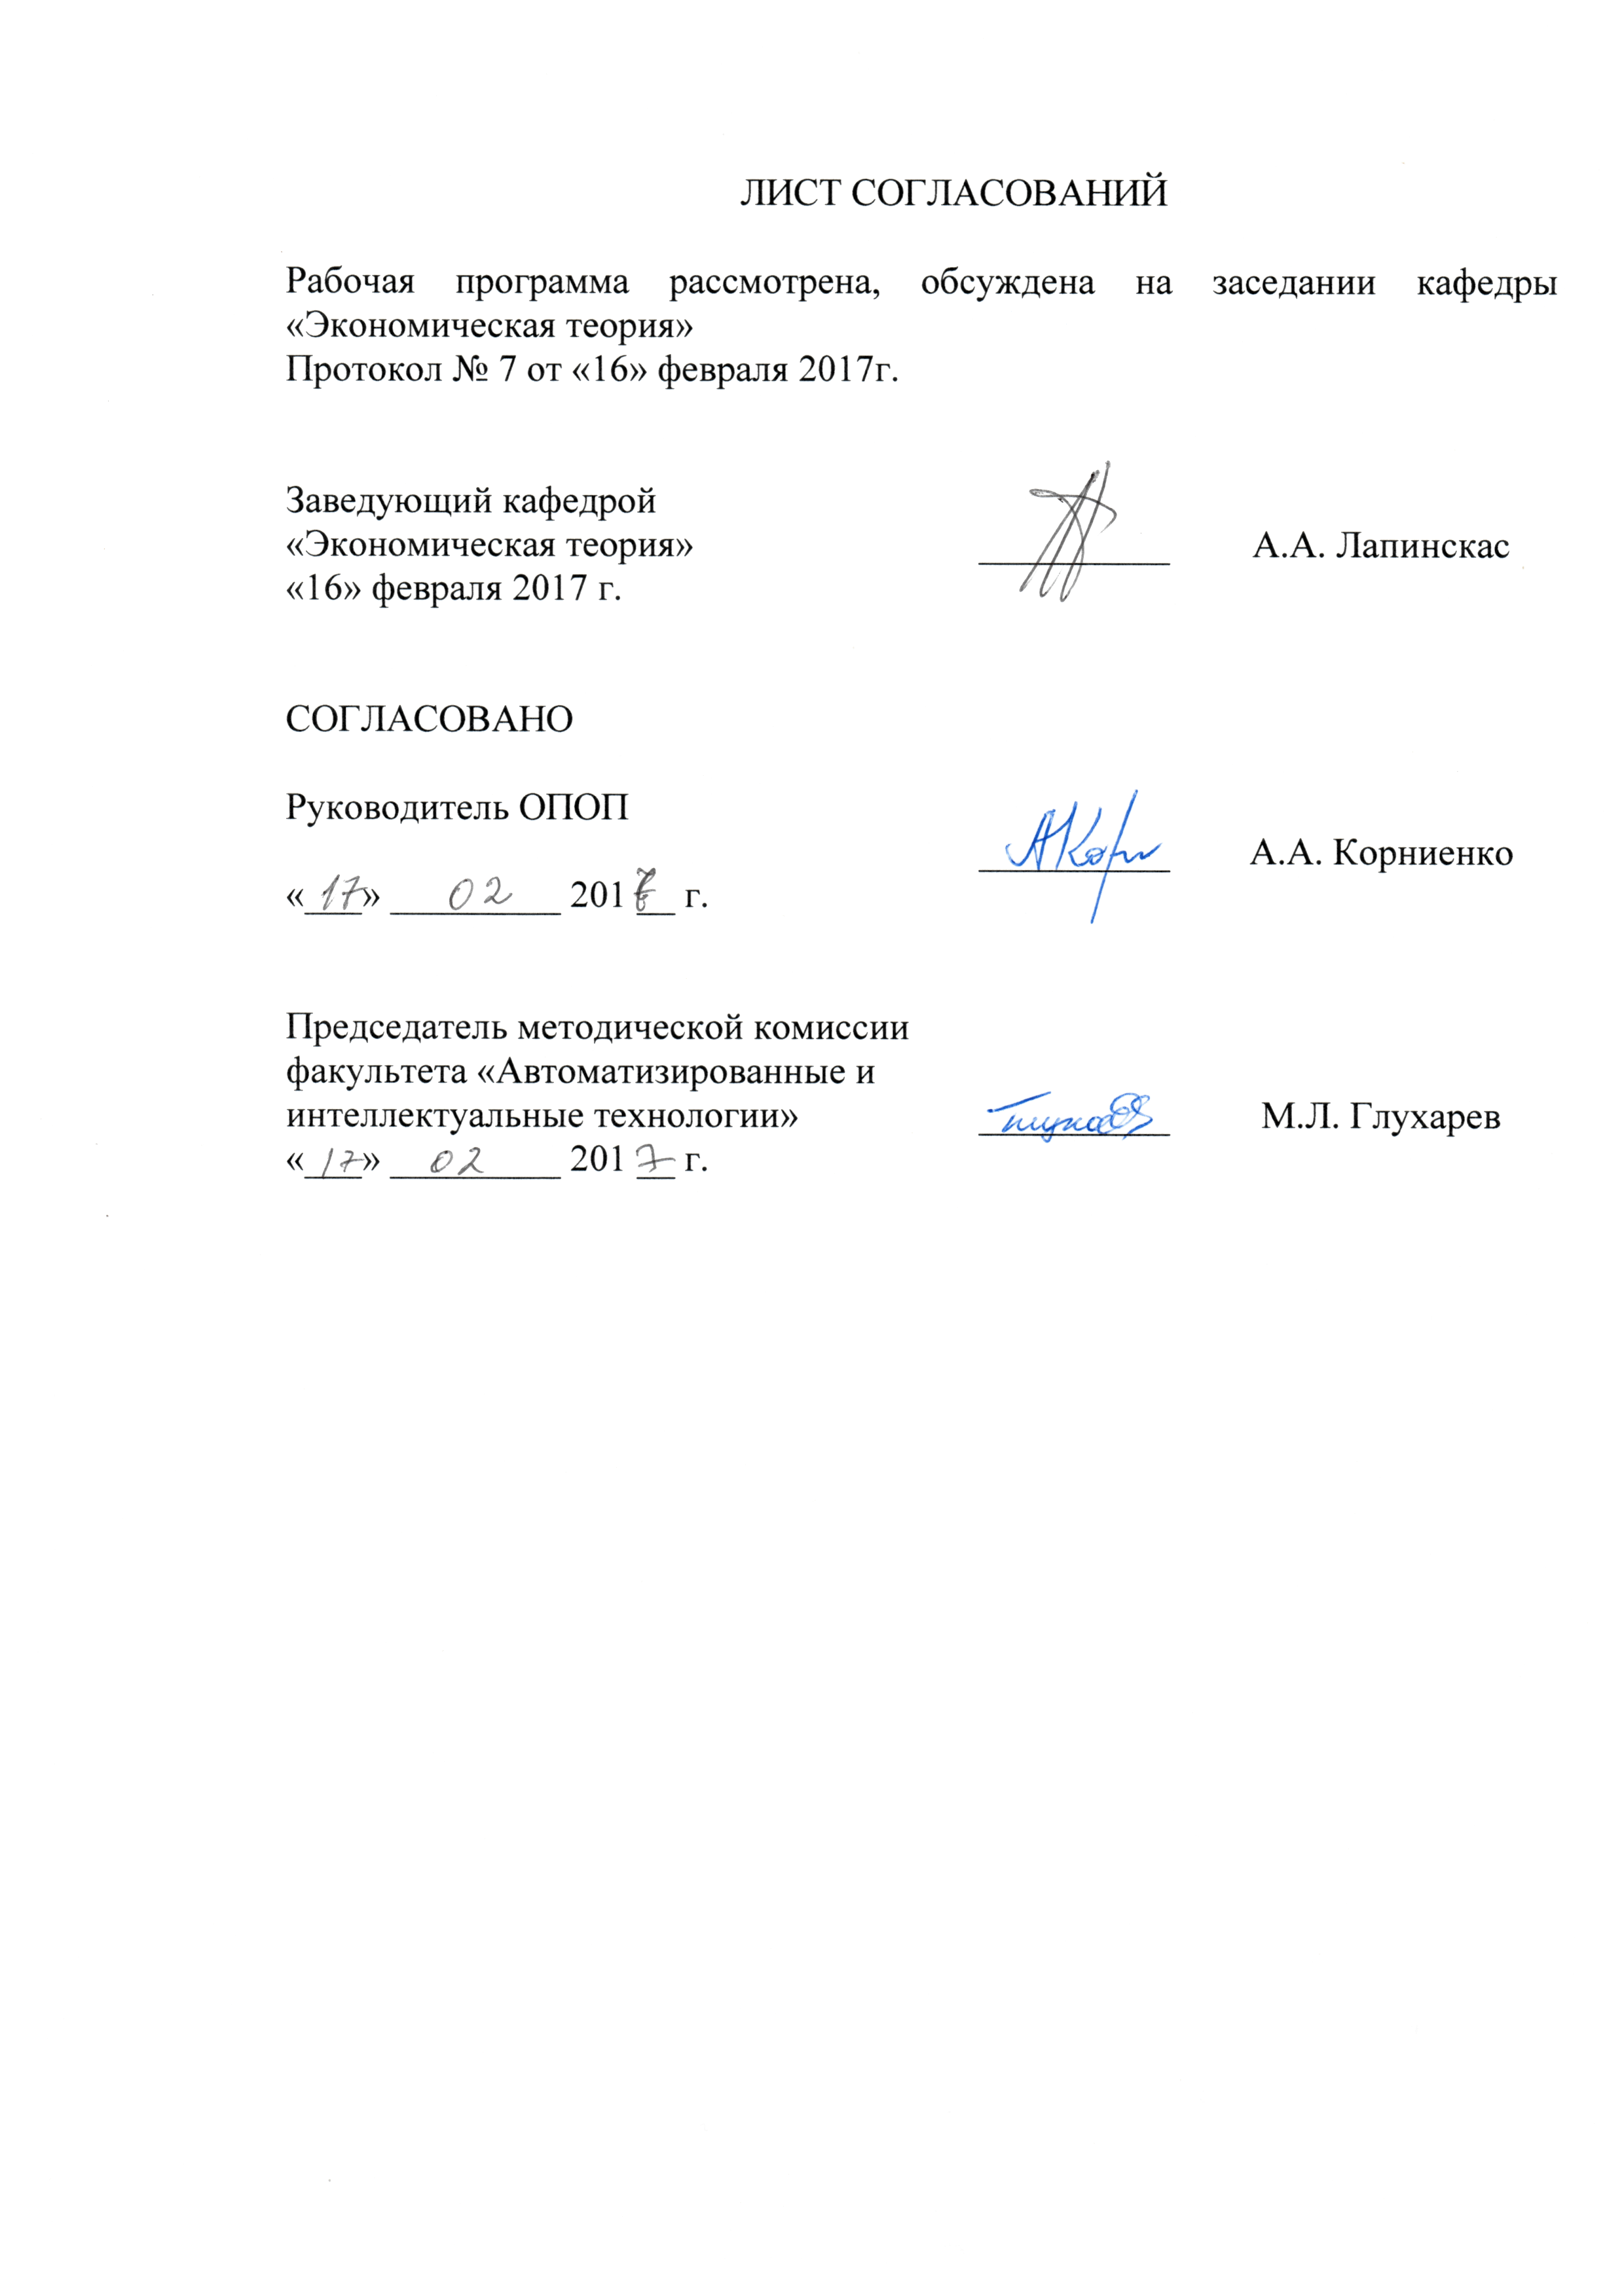 ЛИСТ СОГЛАСОВАНИЙ
Рабочая программа рассмотрена, обсуждена на заседании кафедры
«Экономическая теория»
Протокол № 7 от «16» февраля 2017г.
Заведующий кафедрой
«Экономическая теория» А.А. Лапинскас
«16» февраля 2017 г.
СОГЛАСОВАНО
Руководитель ОПОП
А.А. Корниенко
«17» 02 201 г.
Председатель методической комиссии
факультета «Автоматизированные и
интеллектуальные технологии» М.Л. Глухарев
«17» 02 2017 г.